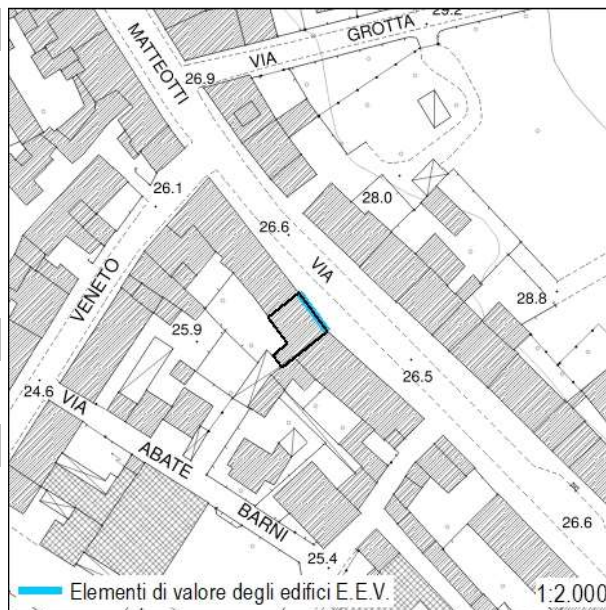 29.2
MATTEOTTI
VIA GROTTA
26.9
26.1
26.6
28.0
VIA
VENETO
28.8
25.9
26.5
24.6
VIA ABATE BARNI
26.6
25.4
Elementi di valore degli edifici E.E.V.
1:2.000